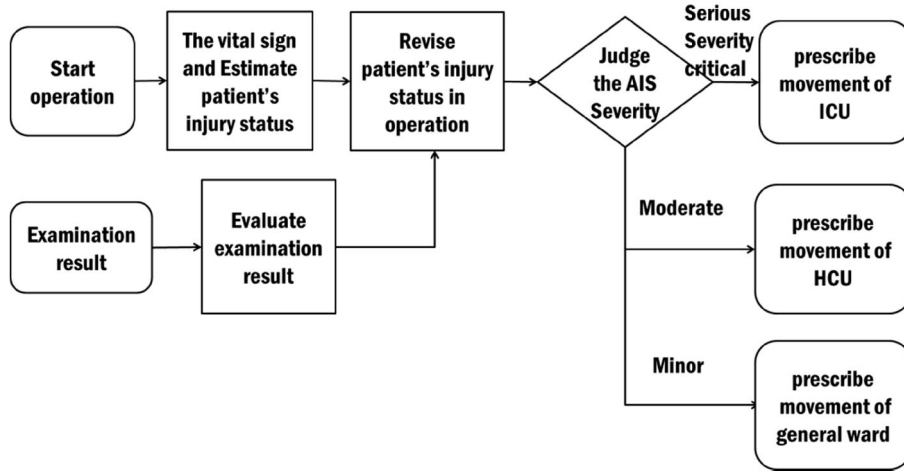 Start
operation
The vital sign
and Estimate
patient's
injury status
Revise
patient's injury
status in
operation
Judge
the AIS
Severity
Serious
Severity
critical
prescribe
movement of
ICU
Examination
result
Evaluate
examination
result
Moderate
prescribe
movement of
HCU
Minor
prescribe
movement of
general ward